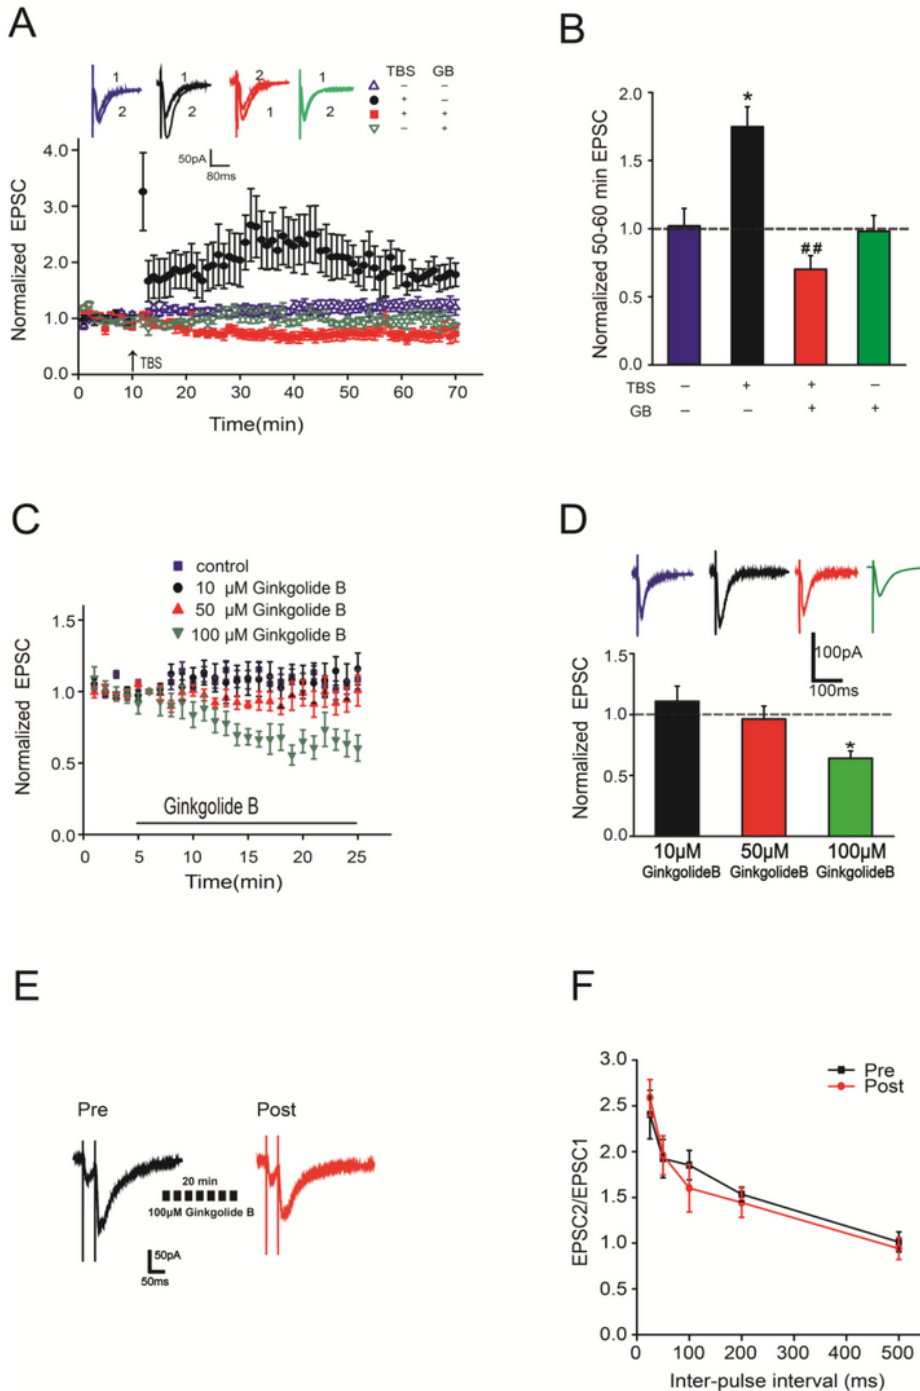 A
TBS GB
1 1 2 1
2 2 1 2
– –
+ –
+ +
– +
50pA
80ms
Normalized EPSC
4.0
3.0
2.0
1.0
0.0
TBS
0 10 20 30 40 50 60 70
Time(min)
B
Normalized 50-60 min EPSC
2.0
1.5
1.0
0.5
0.0
*
##
TBS – + + –
GB – – + +
C
control
10 µM Ginkgolide B
50 µM Ginkgolide B
100 µM Ginkgolide B
Normalized EPSC
1.5
1.0
0.5
0.0
Ginkgolide B
0 5 10 15 20 25
Time(min)
D
100pA
100ms
Normalized EPSC
1.5
1.0
0.5
0.0
*
10µM 50µM 100µM
GinkgolideB GinkgolideB GinkgolideB
E
Pre Post
20 min
100µM Ginkgolide B
50pA
50ms
F
Pre
Post
EPSC2/EPSC1
3.0
2.5
2.0
1.5
1.0
0.5
0.0
0 100 200 300 400 500
Inter-pulse interval (ms)